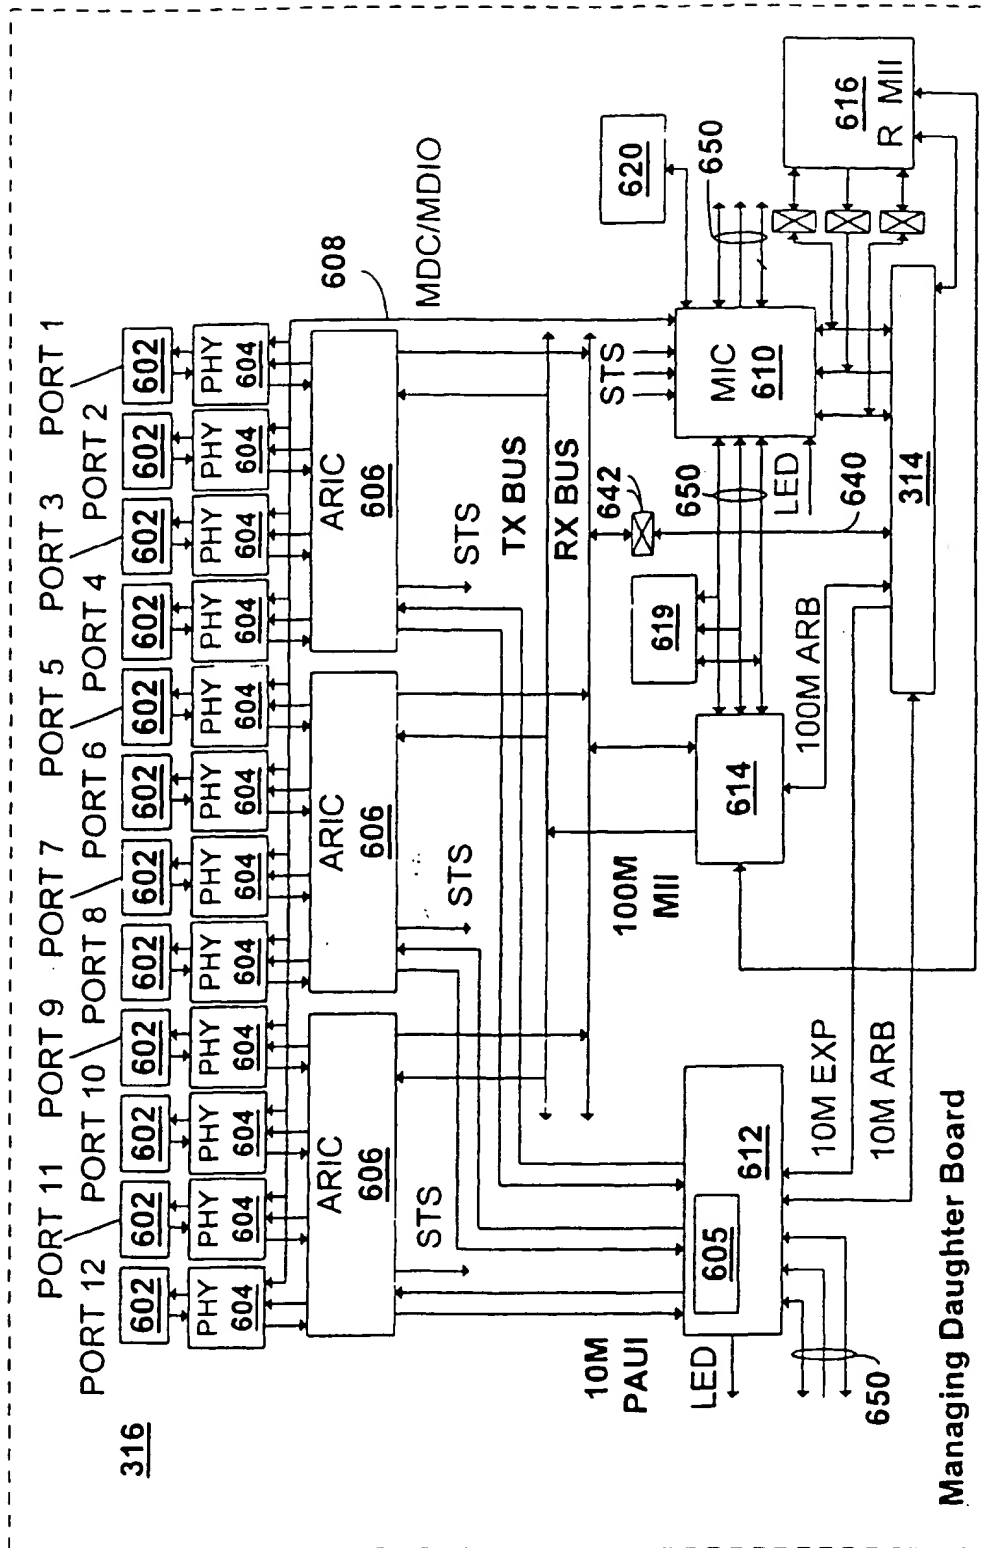 316
PORT 12
PORT 11
PORT 10
PORT 9
PORT 8
PORT 7
PORT 6
PORT 5
PORT 4
PORT 3
PORT 2
PORT 1
602
602
602
602
602
602
602
602
602
602
602
602
PHY 604
PHY 604
PHY 604
PHY 604
PHY 604
PHY 604
PHY 604
PHY 604
PHY 604
PHY 604
PHY 604
PHY 604
608
ARIC 606
ARIC 606
ARIC 606
MDC/MDIO
STS
STS
STS
TX BUS
RX BUS
10M PAUI
100M MII
642
STS
620
650
LED
605
612
614
619
650
MIC 610
LED
616
R MII
650
10M EXP
10M ARB
100M ARB
640
314
Managing Daughter Board